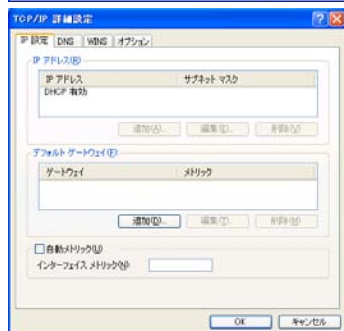 TCP/IP 詳細設定
IP 設定 DNS WINS オプション
IP アドレス(R)
IP アドレス サブネット マスク
DHCP 有効
追加(A)... 編集(E)... 削除(V)
デフォルト ゲートウェイ(F):
ゲートウェイ メトリック
追加(D)... 編集(T)... 削除(M)
自動メトリック(U)
インターフェイス メトリック(N):
OK キャンセル